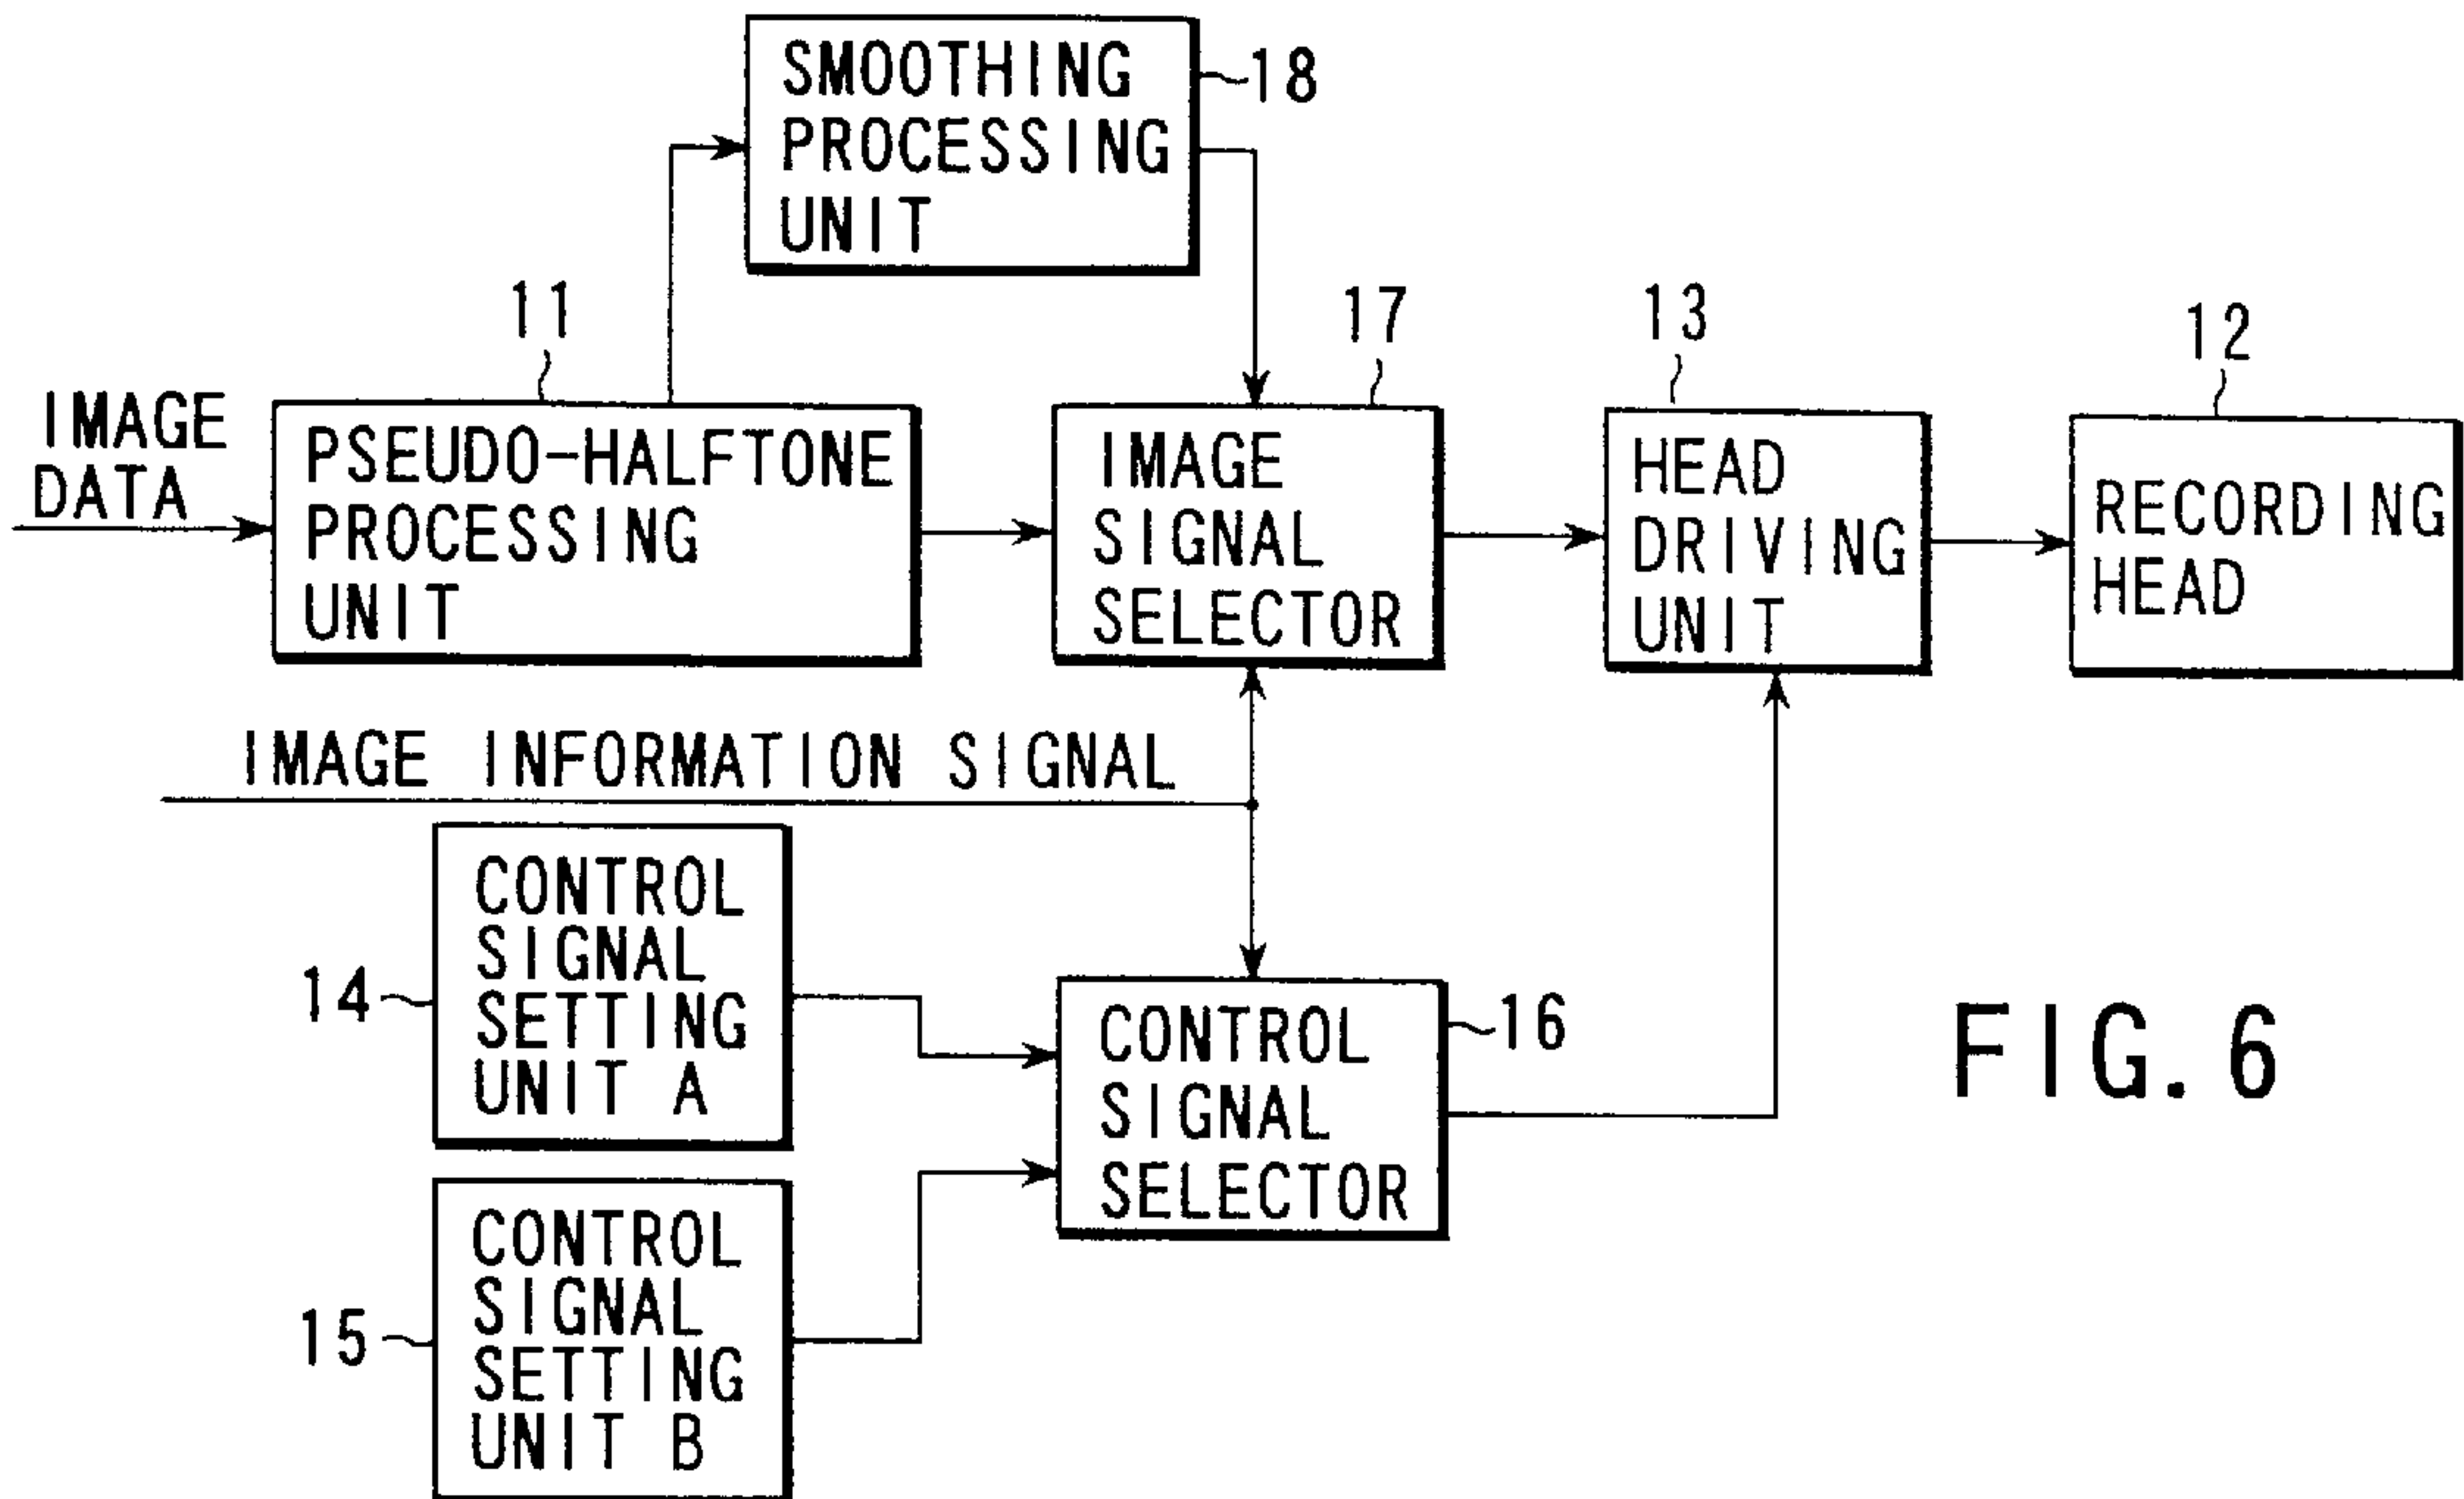 SMOOTHING
PROCESSING
UNIT
18
11
17
13
12
IMAGE
DATA
PSEUDO-HALFTONE
PROCESSING
UNIT
IMAGE
SIGNAL
SELECTOR
HEAD
DRIVING
UNIT
RECORDING
HEAD
IMAGE INFORMATION SIGNAL
CONTROL
SIGNAL
SETTING
UNIT A
14
CONTROL
SIGNAL
SELECTOR
16
CONTROL
SIGNAL
SETTING
UNIT B
15
FIG. 6